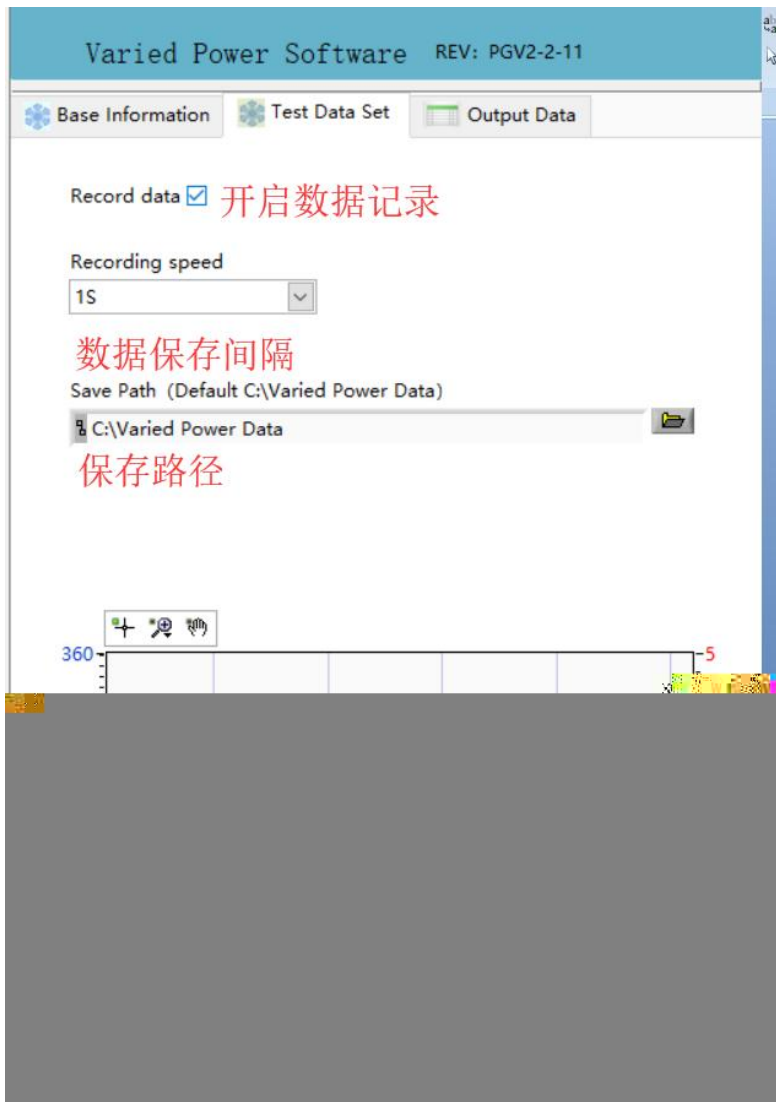 Varied Power Software REV: PGV2-2-11
Base Information Test Data Set Output Data
Record data 开启数据记录
Recording speed
1S
数据保存间隔
Save Path (Default C:\Varied Power Data)
C:\Varied Power Data
保存路径
360 5